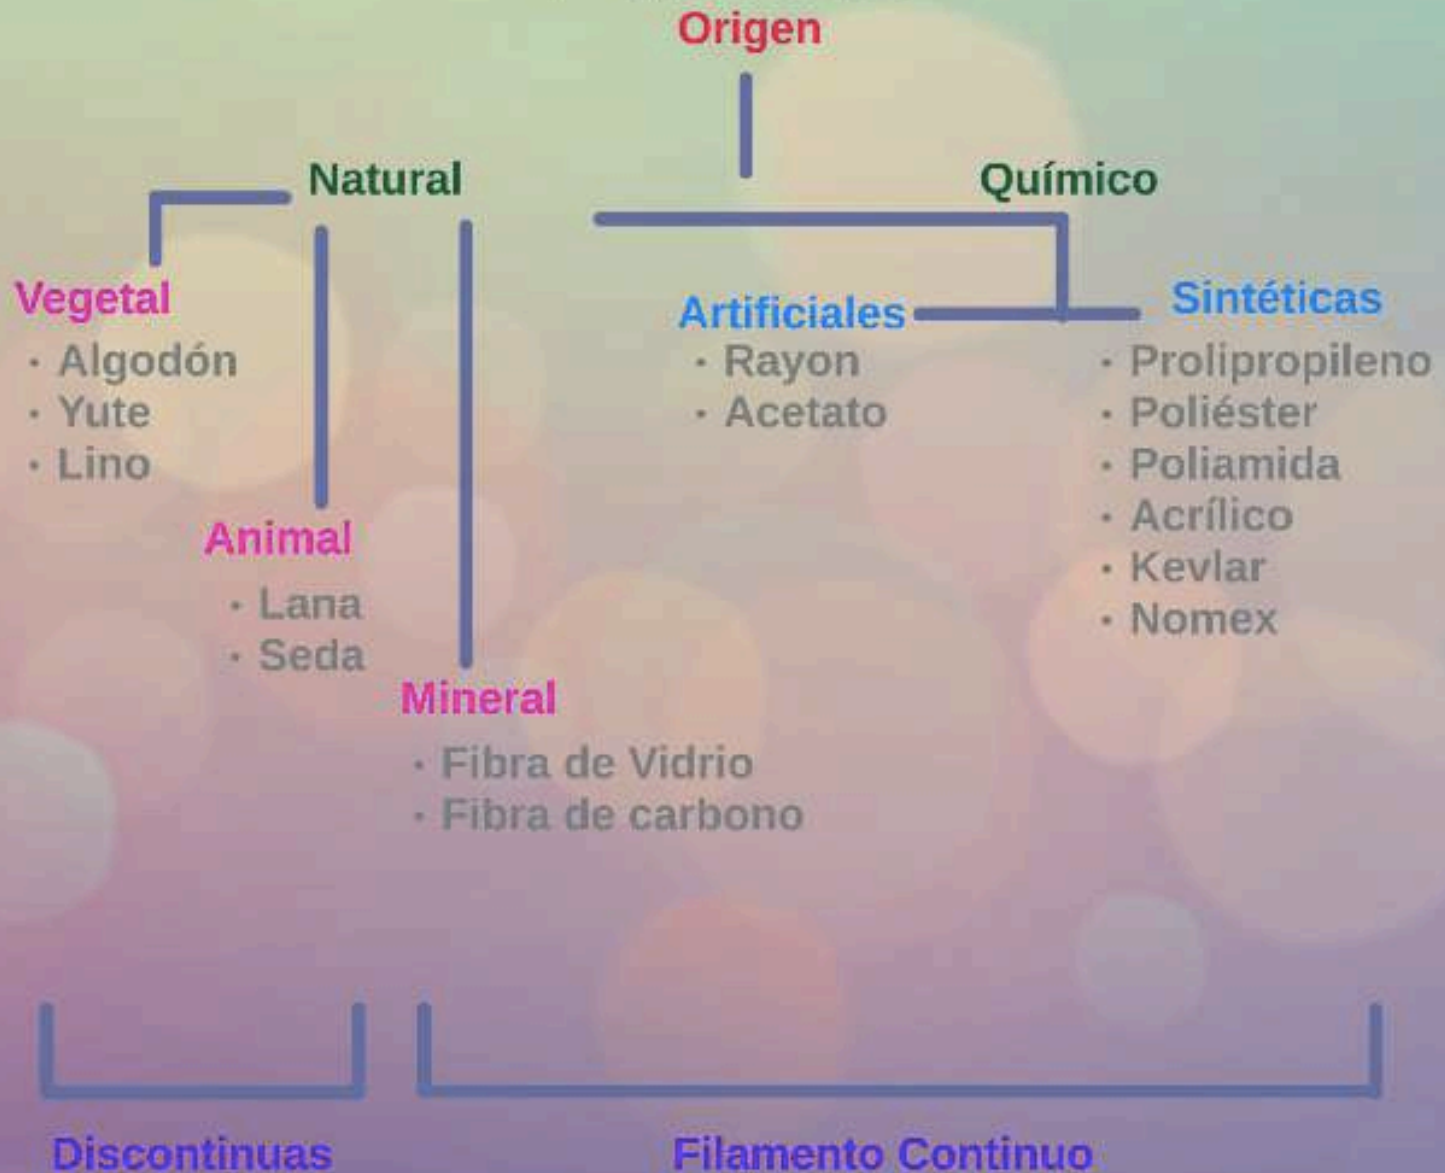 Origen
Natural
Químico
Vegetal
· Algodón
· Yute
· Lino
Animal
· Lana
· Seda
Mineral
· Fibra de Vidrio
· Fibra de carbono
Artificiales
· Rayon
· Acetato
Sintéticas
· Prolipropileno
· Poliéster
· Poliamida
· Acrílico
· Kevlar
· Nomex
Discontinuas
Filamento Continuo